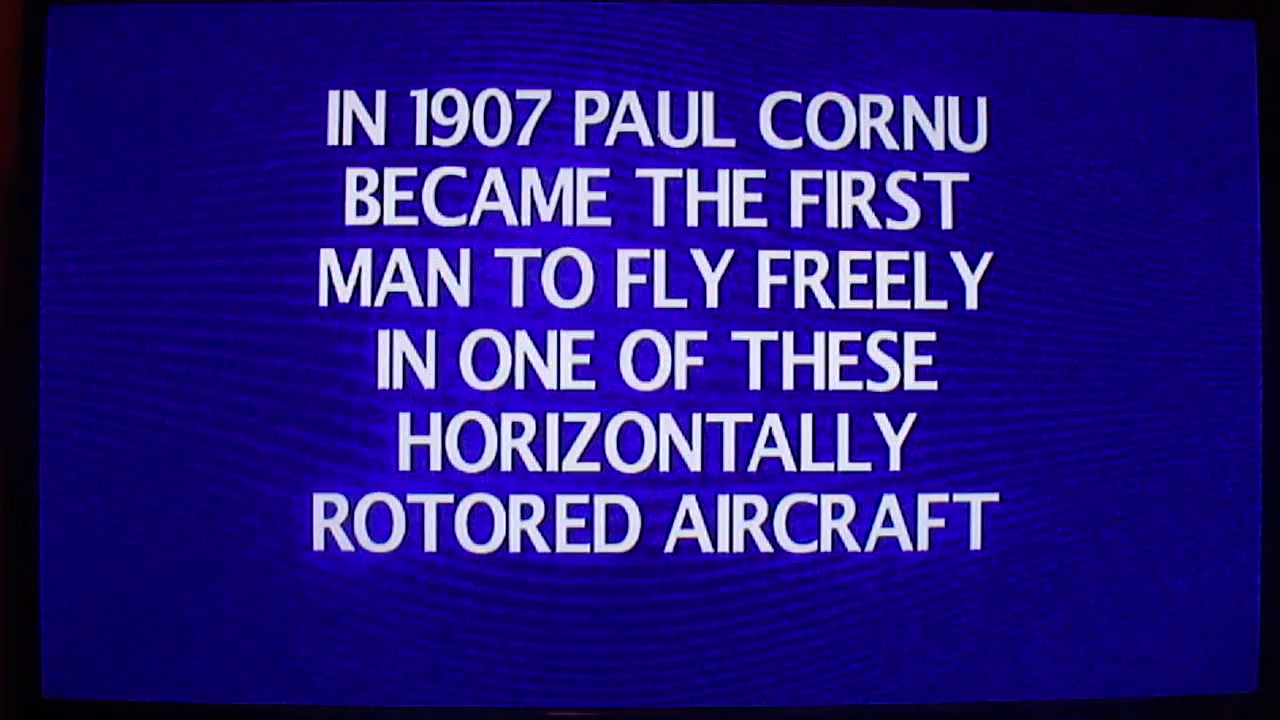 IN 1907 PAUL CORNU
BECAME THE FIRST
MAN TO FLY FREELY
IN ONE OF THESE
HORIZONTALLY
ROTORED AIRCRAFT